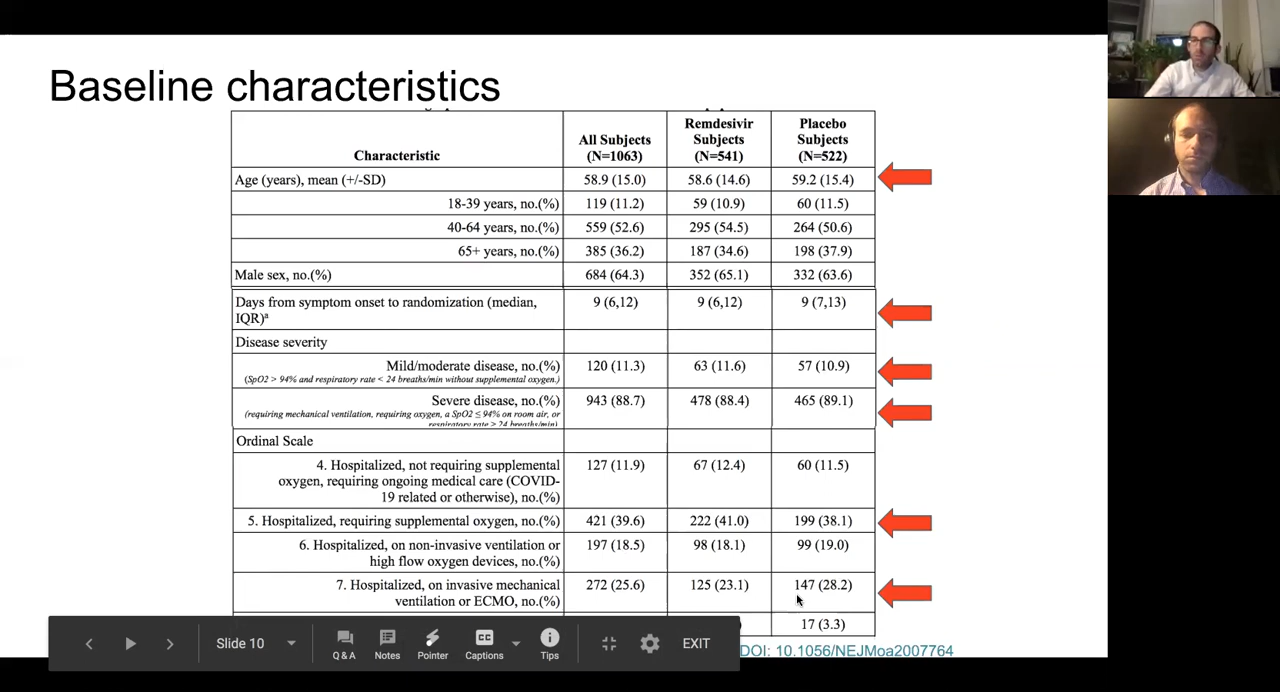 Baseline characteristics
Characteristic All Subjects (N=1063) Remdesivir Subjects (N=541) Placebo Subjects (N=522)
Age (years), mean (+/-SD) 58.9 (15.0) 58.6 (14.6) 59.2 (15.4)
18-39 years, no.(%) 119 (11.2) 59 (10.9) 60 (11.5)
40-64 years, no.(%) 559 (52.6) 295 (54.5) 264 (50.6)
65+ years, no.(%) 385 (36.2) 187 (34.6) 198 (37.9)
Male sex, no.(%) 684 (64.3) 352 (65.1) 332 (63.6)
Days from symptom onset to randomization (median, 9 (6,12) 9 (6,12) 9 (7,13)
IQR)ª
Disease severity
Mild/moderate disease, no.(%) 120 (11.3) 63 (11.6) 57 (10.9)
(SpO2 > 94% and respiratory rate < 24 breaths/min without supplemental oxygen.)
Severe disease, no.(%) 943 (88.7) 478 (88.4) 465 (89.1)
(requiring mechanical ventilation, requiring oxygen, a SpO2 ≤ 94% on room air, or
respiratory rate ≥ 24 breaths/min)
Ordinal Scale
4. Hospitalized, not requiring supplemental 127 (11.9) 67 (12.4) 60 (11.5)
oxygen, requiring ongoing medical care (COVID-
19 related or otherwise), no.(%)
5. Hospitalized, requiring supplemental oxygen, no.(%) 421 (39.6) 222 (41.0) 199 (38.1)
6. Hospitalized, on non-invasive ventilation or 197 (18.5) 98 (18.1) 99 (19.0)
high flow oxygen devices, no.(%)
7. Hospitalized, on invasive mechanical 272 (25.6) 125 (23.1) 147 (28.2)
ventilation or ECMO, no.(%)
17 (3.3)
DOI: 10.1056/NEJMoa2007764
Slide 10 Q & A Notes Pointer CC Captions Tips EXIT